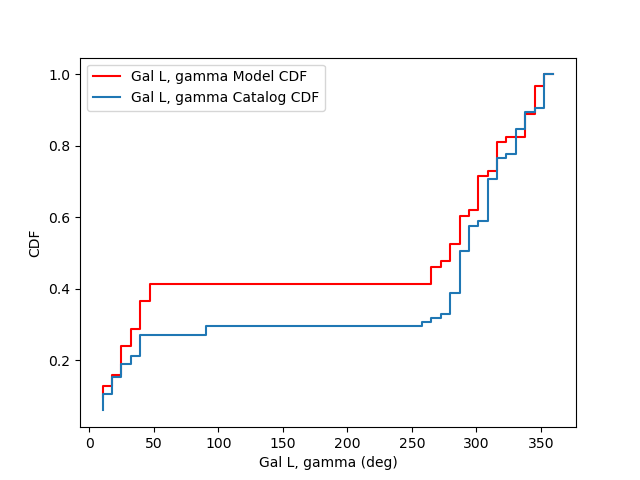 Gal L, gamma Model CDF
Gal L, gamma Catalog CDF
1.0
0.8
0.6
0.4
0.2
CDF
0 50 100 150 200 250 300 350
Gal L, gamma (deg)